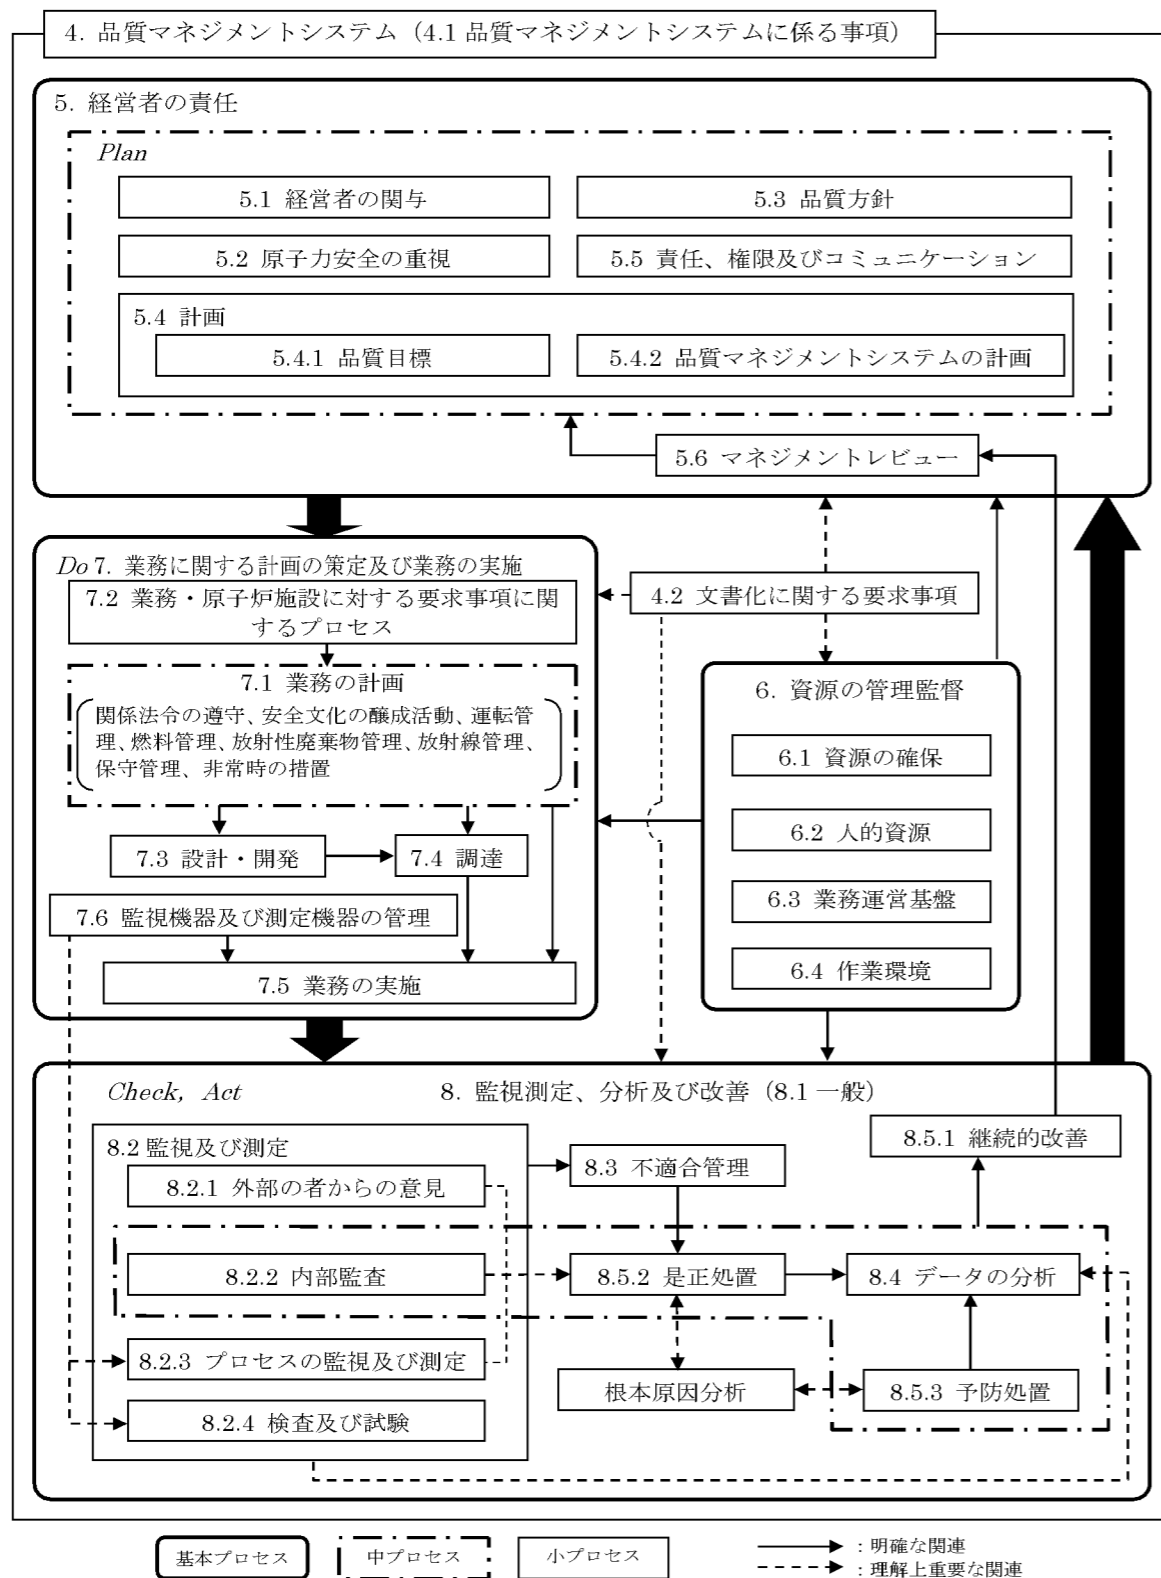 4. 品質マネジメントシステム（4.1 品質マネジメントシステムに係る事項）
5. 経営者の責任
Plan
5.1 経営者の関与
5.3 品質方針
5.2 原子力安全の重視
5.5 責任、権限及びコミュニケーション
5.4 計画
5.4.1 品質目標
5.4.2 品質マネジメントシステムの計画
5.6 マネジメントレビュー
Do 7. 業務に関する計画の策定及び業務の実施
7.2 業務・原子炉施設に対する要求事項に関
するプロセス
4.2 文書化に関する要求事項
7.1 業務の計画
関係法令の遵守、安全文化の醸成活動、運転管
理、燃料管理、放射性廃棄物管理、放射線管理、
保守管理、非常時の措置
6. 資源の管理監督
6.1 資源の確保
6.2 人的資源
6.3 業務運営基盤
6.4 作業環境
7.3 設計・開発
7.4 調達
7.6 監視機器及び測定機器の管理
7.5 業務の実施
Check, Act
8. 監視測定、分析及び改善（8.1 一般）
8.2 監視及び測定
8.2.1 外部の者からの意見
8.2.2 内部監査
8.2.3 プロセスの監視及び測定
8.2.4 検査及び試験
8.3 不適合管理
8.5.1 継続的改善
8.5.2 是正処置
8.4 データの分析
根本原因分析
8.5.3 予防処置
基本プロセス
中プロセス
小プロセス
：明確な関連
：理解上重要な関連